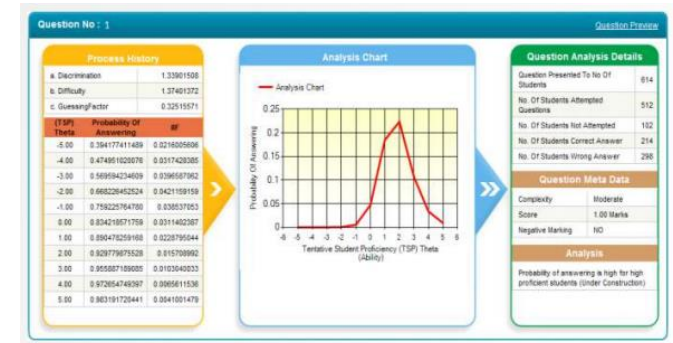 Question No : 1
Question Preview
Process History
a. Discrimination 1.33901508
b. Difficulty 1.37401372
c. GuessingFactor 0.32515571
(TSP) Theta Probability Of Answering IIF
-5.00 0.394177411489 0.0216005606
-4.00 0.474951020076 0.0317428385
-3.00 0.569594234609 0.0396587062
-2.00 0.668226452524 0.0421159159
-1.00 0.759225764780 0.038537053
0.00 0.834218571759 0.0311402387
1.00 0.890478259168 0.0228795044
2.00 0.929779875528 0.015708992
3.00 0.955887189085 0.0103040033
4.00 0.972654749397 0.0065611536
5.00 0.983191720441 0.0041001479
Analysis Chart
Analysis Chart
Probability Of Answering
0.25
0.2
0.15
0.1
0.05
0
-6 -5 -4 -3 -2 -1 0 1 2 3 4 5 6
Tentative Student Proficiency (TSP) Theta
(Ability)
Question Analysis Details
Question Presented To No Of
Students 614
No. Of Students Attempted
Questions 512
No. Of Students Not Attempted 102
No. Of Students Correct Answer 214
No. Of Students Wrong Answer 298
Question Meta Data
Complexity Moderate
Score 1.00 Marks
Negative Marking NO
Analysis
Probability of answering is high for high
proficient students (Under Construction)